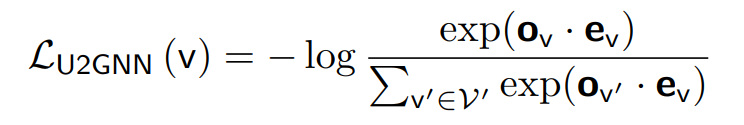 $\mathcal{L}_{\mathsf{U2GNN}}(\mathsf{v}) = -\log \frac{\exp(\mathbf{o}_{\mathsf{v}} \cdot \mathbf{e}_{\mathsf{v}})}{\sum_{\mathsf{v}' \in \mathcal{V}'} \exp(\mathbf{o}_{\mathsf{v}'} \cdot \mathbf{e}_{\mathsf{v}})}$